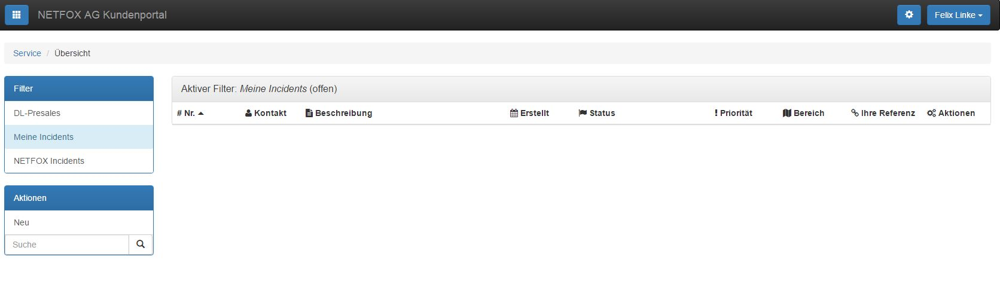 NETFOX AG Kundenportal
Felix Linke
Service / Übersicht
Filter
DL-Presales
Meine Incidents
NETFOX Incidents
Aktionen
Neu
Suche
Aktiver Filter: Meine Incidents (offen)
# Nr. Kontakt Beschreibung Erstellt Status Priorität Bereich Ihre Referenz Aktionen